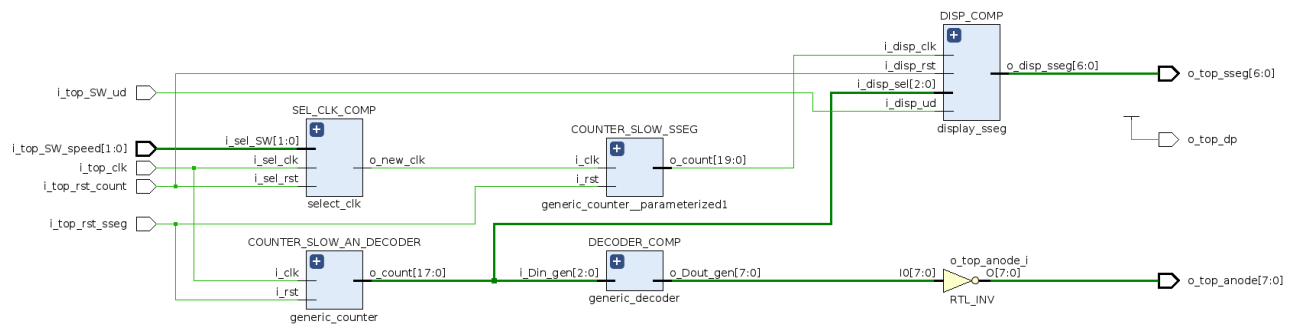 DISP_COMP
i_disp_clk
i_disp_rst
o_disp_sseg[6:0]
o_top_sseg[6:0]
i_disp_sel[2:0]
i_top_SW_ud
i_disp_ud
SEL_CLK_COMP
COUNTER_SLOW_SSEG
display_sseg
i_top_SW_speed[1:0]
i_sel_SW[1:0]
o_top_dp
i_top_clk
i_sel_clk
o_new_clk
i_clk
o_count[19:0]
i_top_rst_count
i_sel_rst
i_rst
select_clk
generic_counter__parameterized1
i_top_rst_sseg
COUNTER_SLOW_AN_DECODER
DECODER_COMP
o_top_anode_i
i_clk
o_count[17:0]
i_Din_gen[2:0]
o_Dout_gen[7:0]
I0[7:0]
O[7:0]
o_top_anode[7:0]
i_rst
generic_decoder
RTL_INV
generic_counter